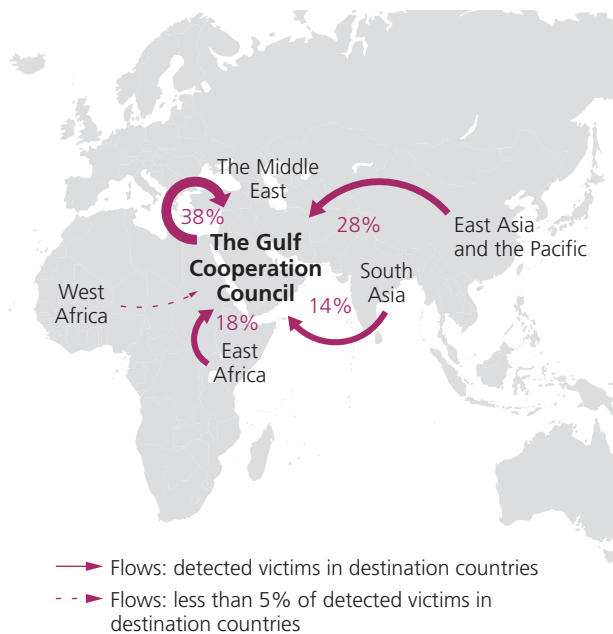 The Middle
East
38%
28%
East Asia
and the Pacific
The Gulf
Cooperation
Council
South
Asia
West
Africa
14%
18%
East
Africa
Flows: detected victims in destination countries
Flows: less than 5% of detected victims in
destination countries